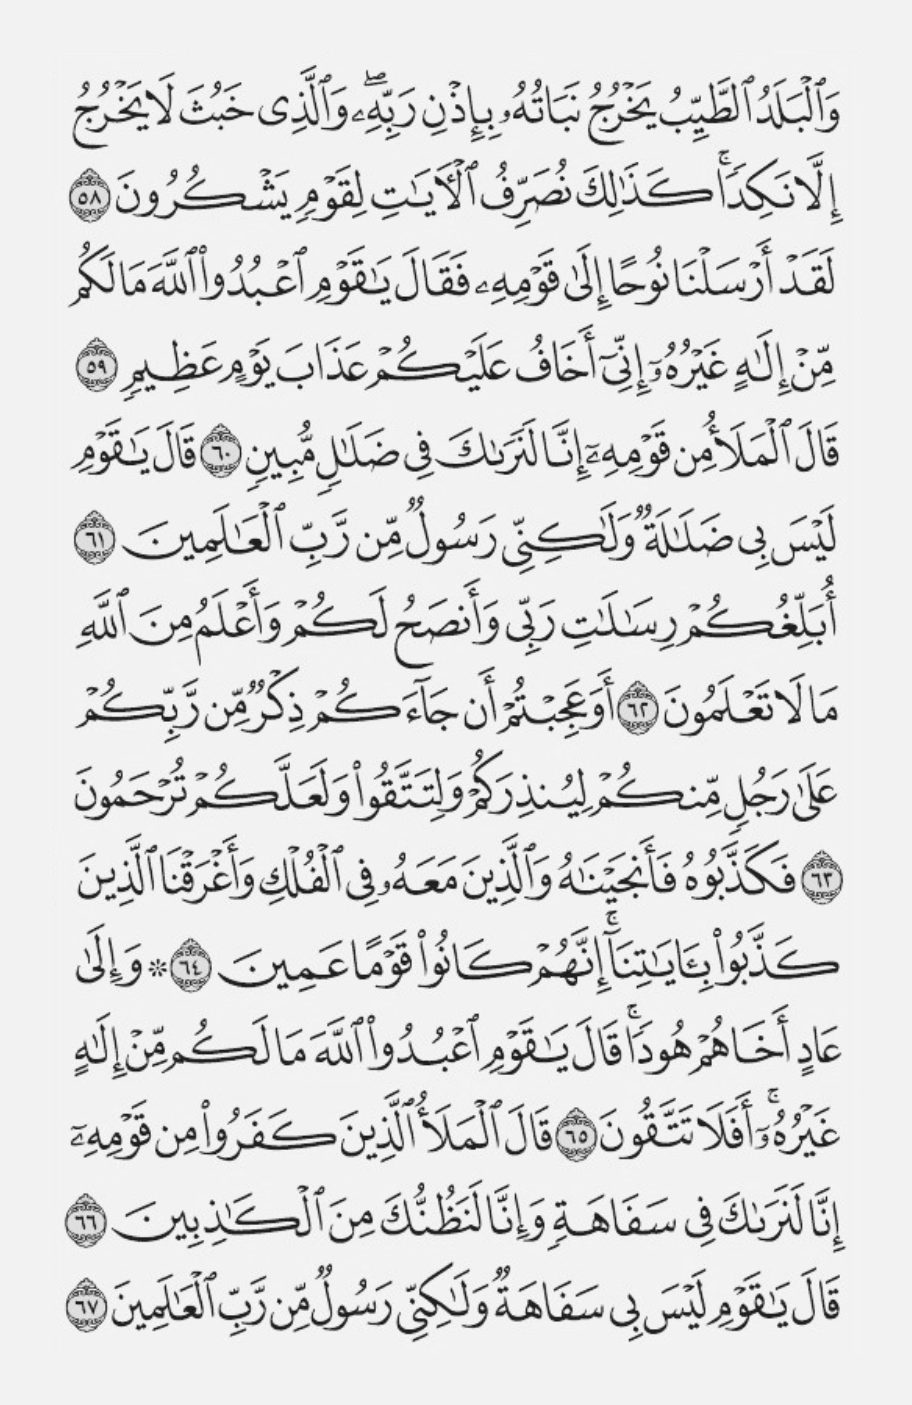 وَٱلْبَلَدُ ٱلطَّيِّبُ يَخْرُجُ نَبَاتُهُۥ بِإِذْنِ رَبِّهِۦۖ وَٱلَّذِى خَبُثَ لَا يَخْرُجُ
إِلَّا نَكِدًاۚ كَذَٰلِكَ نُصَرِّفُ ٱلْءَايَـٰتِ لِقَوْمٍ يَشْكُرُونَ ٥٨
لَقَدْ أَرْسَلْنَا نُوحًا إِلَىٰ قَوْمِهِۦ فَقَالَ يَـٰقَوْمِ ٱعْبُدُوا۟ ٱللَّهَ مَا لَكُم
مِّنْ إِلَـٰهٍ غَيْرُهُۥٓ إِنِّىٓ أَخَافُ عَلَيْكُمْ عَذَابَ يَوْمٍ عَظِيمٍ ٥٩
قَالَ ٱلْمَلَأُ مِن قَوْمِهِۦٓ إِنَّا لَنَرَىٰكَ فِى ضَلَـٰلٍ مُّبِينٍ ٦٠ قَالَ يَـٰقَوْمِ
لَيْسَ بِى ضَلَـٰلَةٌ وَلَـٰكِنِّى رَسُولٌ مِّن رَّبِّ ٱلْعَـٰلَمِينَ ٦١
أُبَلِّغُكُمْ رِسَـٰلَـٰتِ رَبِّى وَأَنصَحُ لَكُمْ وَأَعْلَمُ مِنَ ٱللَّهِ
مَا لَا تَعْلَمُونَ ٦٢ أَوَعَجِبْتُمْ أَن جَآءَكُمْ ذِكْرٌ مِّن رَّبِّكُمْ
عَلَىٰ رَجُلٍ مِّنكُمْ لِيُنذِرَكُمْ وَلِتَتَّقُوا۟ وَلَعَلَّكُمْ تُرْحَمُونَ
٦٣ فَكَذَّبُوهُ فَأَنجَيْنَـٰهُ وَٱلَّذِينَ مَعَهُۥ فِى ٱلْفُلْكِ وَأَغْرَقْنَا ٱلَّذِينَ
كَذَّبُوا۟ بِـَٔايَـٰتِنَآۚ إِنَّهُمْ كَانُوا۟ قَوْمًا عَمِينَ ٦٤ * وَإِلَىٰ
عَادٍ أَخَاهُمْ هُودًاۚ قَالَ يَـٰقَوْمِ ٱعْبُدُوا۟ ٱللَّهَ مَا لَكُم مِّنْ إِلَـٰهٍ
غَيْرُهُۥٓۚ أَفَلَا تَتَّقُونَ ٦٥ قَالَ ٱلْمَلَأُ ٱلَّذِينَ كَفَرُوا۟ مِن قَوْمِهِۦٓ
إِنَّا لَنَرَىٰكَ فِى سَفَاهَةٍ وَإِنَّا لَنَظُنُّكَ مِنَ ٱلْكَـٰذِبِينَ ٦٦
قَالَ يَـٰقَوْمِ لَيْسَ بِى سَفَاهَةٌ وَلَـٰكِنِّى رَسُولٌ مِّن رَّبِّ ٱلْعَـٰلَمِينَ ٦٧